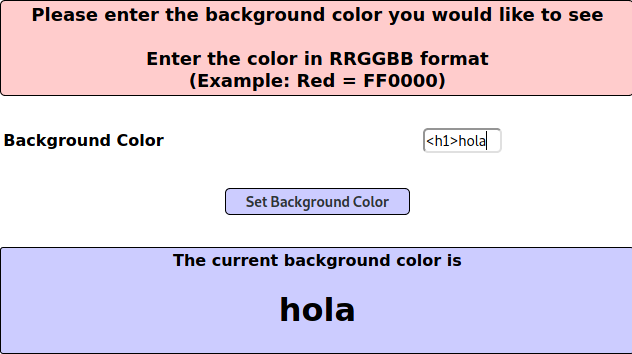 Please enter the background color you would like to see
Enter the color in RRGGBB format
(Example: Red = FF0000)
Background Color
<h1>hola
Set Background Color
The current background color is
hola